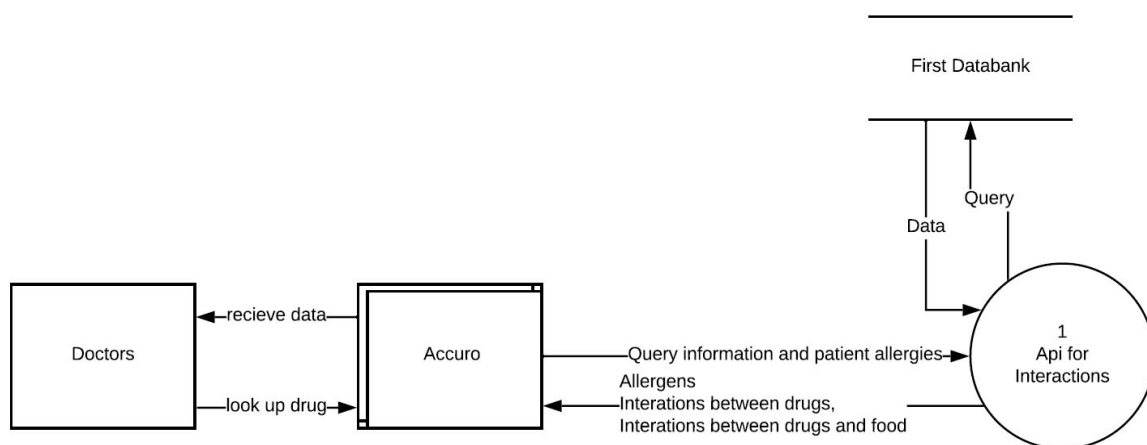 First Databank
Query
Data
recieve data
Doctors
Accuro
look up drug
Query information and patient allergies
Allergens
Interations between drugs,
Interations between drugs and food
1
Api for
Interactions